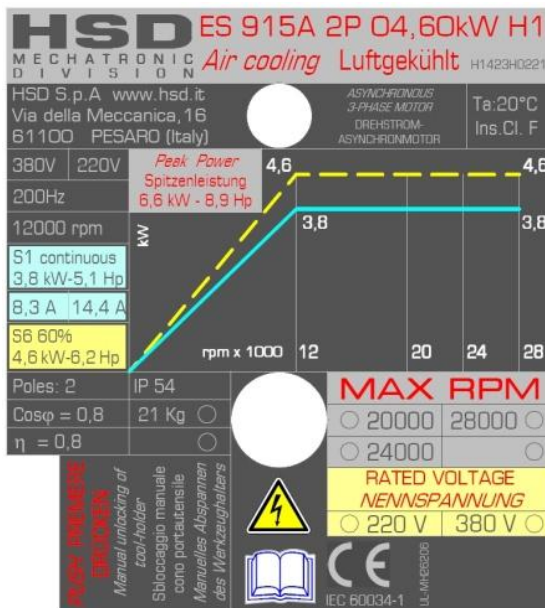 HSD
MECHATRONIC
DIVISION
ES 915A 2P 04,60kW H1
Air cooling Luftgekühlt H1423H0221
HSD S.p.A www.hsd.it
Via della Meccanica,16
61100 PESARO (Italy)
ASYNCHRONOUS
3-PHASE MOTOR
DREHSTROM-
ASYNCHRONMOTOR
Ta:20°C
Ins.Cl. F
380V 220V
200Hz
12000 rpm
S1 continuous
3,8 kW-5,1 Hp
8,3 A 14,4 A
S6 60%
4,6 kW-6,2 Hp
Peak Power
Spitzenleistung
6,6 kW - 8,9 Hp
4,6 4,6
3,8 3,8
kW
rpm x 1000 12 20 24 28
Poles: 2 IP 54
Cosφ = 0,8 21 Kg
η = 0,8
MAX RPM
20000 28000
24000
RATED VOLTAGE
NENNSPANNUNG
220 V 380 V
PUSH PREMERE
DRÜCKEN
Manual unlocking of
tool-holder
Sbloccaggio manuale
cono portautensile
Manuelles Abspannen
des Werkzeughalters
CE
IEC 60034-1
UL-MH26206